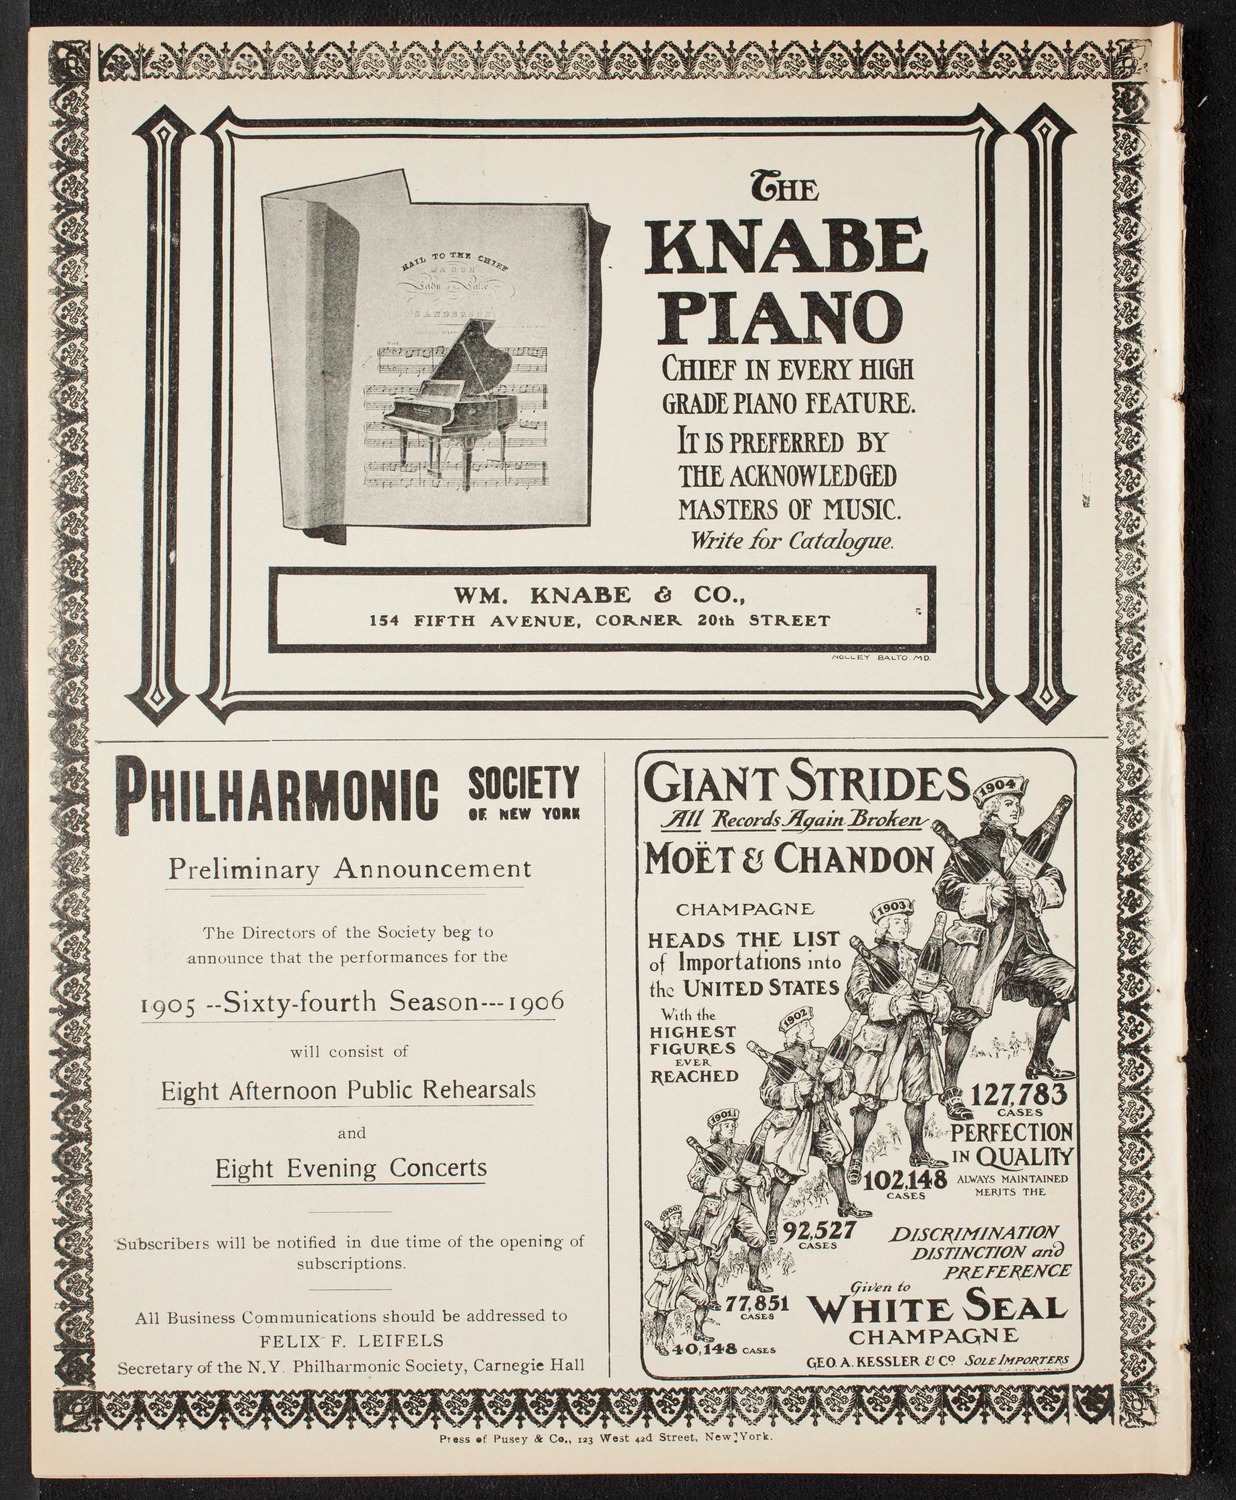 HAIL TO THE CHIEF
MARCH
Lady of the Lake
SANDERSON
THE
KNABE
PIANO
CHIEF IN EVERY HIGH
GRADE PIANO FEATURE.
IT IS PREFERRED BY
THE ACKNOWLEDGED
MASTERS OF MUSIC.
Write for Catalogue.
WM. KNABE & CO.,
154 FIFTH AVENUE, CORNER 20th STREET
NOLLEY BALTO. MD.
PHILHARMONIC SOCIETY
OF NEW YORK
Preliminary Announcement
The Directors of the Society beg to
announce that the performances for the
1905 --Sixty-fourth Season---1906
will consist of
Eight Afternoon Public Rehearsals
and
Eight Evening Concerts
Subscribers will be notified in due time of the opening of
subscriptions.
All Business Communications should be addressed to
FELIX F. LEIFELS
Secretary of the N.Y. Philharmonic Society, Carnegie Hall
GIANT STRIDES
1904
All Records Again Broken
MOËT & CHANDON
CHAMPAGNE
1903
HEADS THE LIST
of Importations into
the UNITED STATES
With the
1902
HIGHEST
FIGURES
EVER
REACHED
127,783
CASES
1901
PERFECTION
IN QUALITY
ALWAYS MAINTAINED
MERITS THE
102,148
CASES
1900
92,527
CASES
DISCRIMINATION
DISTINCTION and
PREFERENCE
Given to
77,851
CASES
WHITE SEAL
CHAMPAGNE
40,148 CASES
GEO. A. KESSLER & CO SOLE IMPORTERS
Press of Pusey & Co., 123 West 42d Street, New York.